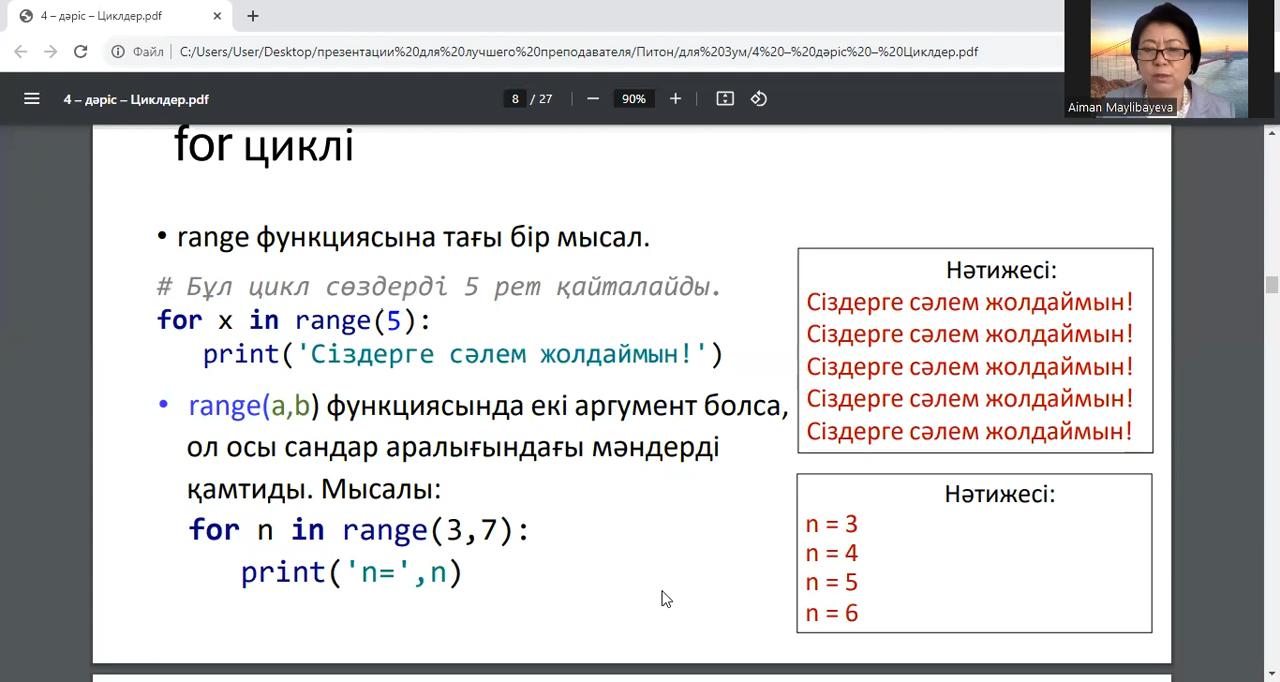 4 – дәріс – Циклдер.pdf
Файл
C:/Users/User/Desktop/презентации%20для%20лучшего%20преподавателя/Питон/для%20зум/4%20–%20дәріс%20–%20Циклдер.pdf
4 – дәріс – Циклдер.pdf
8 / 27
90%
Aiman Maylibayeva
for циклі
• range функциясына тағы бір мысал.
# Бұл цикл сөздерді 5 рет қайталайды.
for x in range(5):
print('Сіздерге сәлем жолдаймын!')
• range(a,b) функциясында екі аргумент болса,
ол осы сандар аралығындағы мәндерді
қамтиды. Мысалы:
for n in range(3,7):
print('n=',n)
Нәтижесі:
Сіздерге сәлем жолдаймын!
Сіздерге сәлем жолдаймын!
Сіздерге сәлем жолдаймын!
Сіздерге сәлем жолдаймын!
Сіздерге сәлем жолдаймын!
Нәтижесі:
n = 3
n = 4
n = 5
n = 6